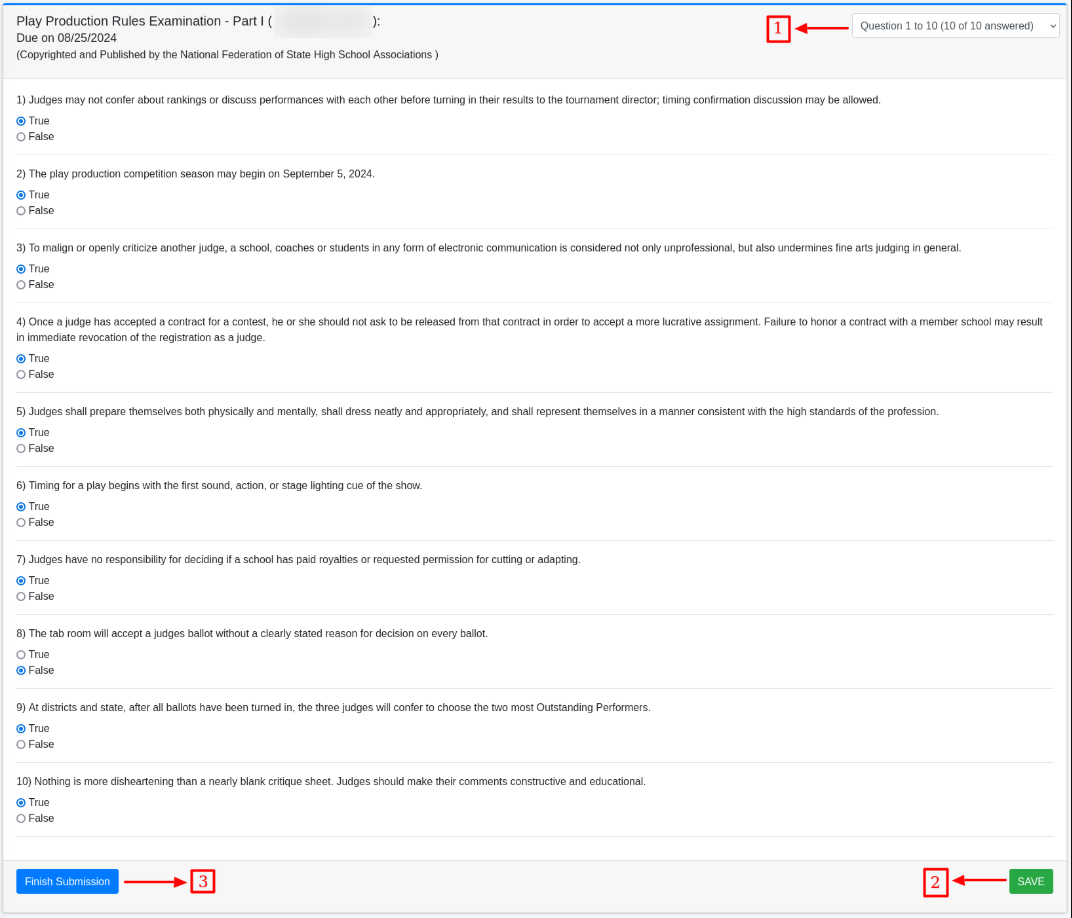 Play Production Rules Examination - Part I ( ):
Due on 08/25/2024
(Copyrighted and Published by the National Federation of State High School Associations )
1
Question 1 to 10 (10 of 10 answered)
1) Judges may not confer about rankings or discuss performances with each other before turning in their results to the tournament director; timing confirmation discussion may be allowed.
True
False
2) The play production competition season may begin on September 5, 2024.
True
False
3) To malign or openly criticize another judge, a school, coaches or students in any form of electronic communication is considered not only unprofessional, but also undermines fine arts judging in general.
True
False
4) Once a judge has accepted a contract for a contest, he or she should not ask to be released from that contract in order to accept a more lucrative assignment. Failure to honor a contract with a member school may result
in immediate revocation of the registration as a judge.
True
False
5) Judges shall prepare themselves both physically and mentally, shall dress neatly and appropriately, and shall represent themselves in a manner consistent with the high standards of the profession.
True
False
6) Timing for a play begins with the first sound, action, or stage lighting cue of the show.
True
False
7) Judges have no responsibility for deciding if a school has paid royalties or requested permission for cutting or adapting.
True
False
8) The tab room will accept a judges ballot without a clearly stated reason for decision on every ballot.
True
False
9) At districts and state, after all ballots have been turned in, the three judges will confer to choose the two most Outstanding Performers.
True
False
10) Nothing is more disheartening than a nearly blank critique sheet. Judges should make their comments constructive and educational.
True
False
Finish Submission
3
2
SAVE